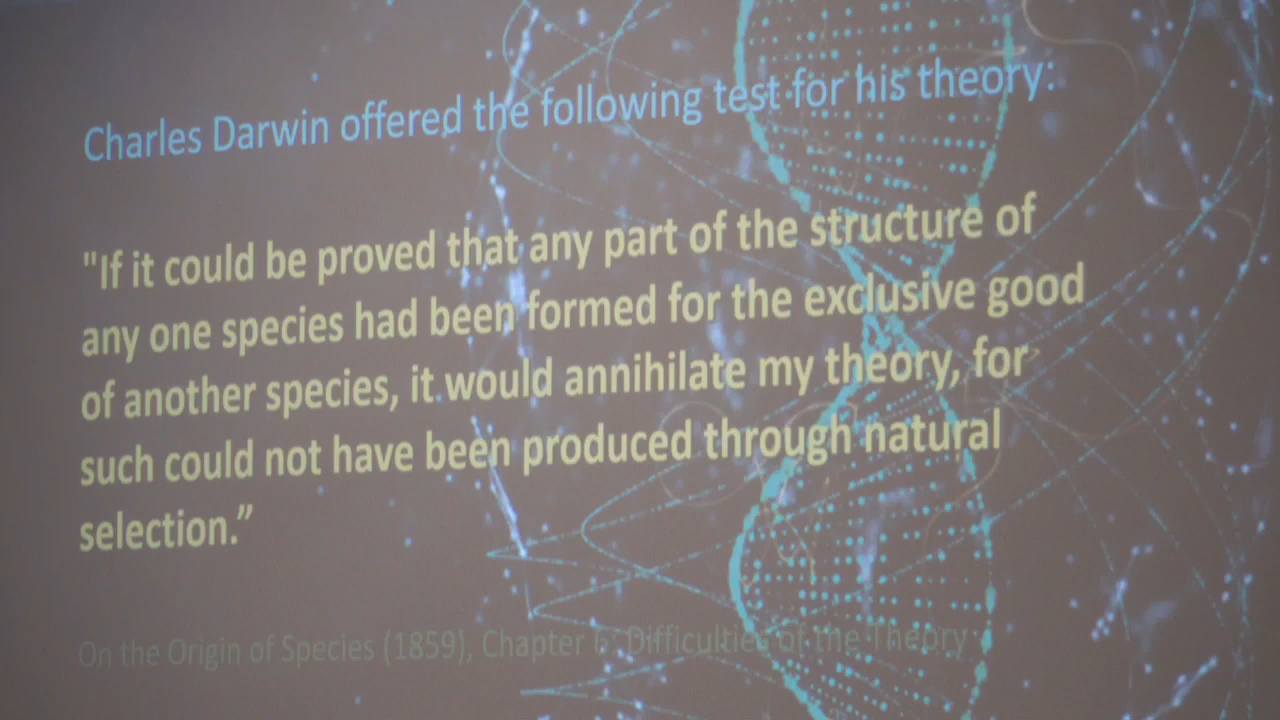 Charles Darwin offered the following test for his theory:
"If it could be proved that any part of the structure of
any one species had been formed for the exclusive good
of another species, it would annihilate my theory, for
such could not have been produced through natural
selection.”
On the Origin of Species (1859), Chapter 6: Difficulties of the Theory